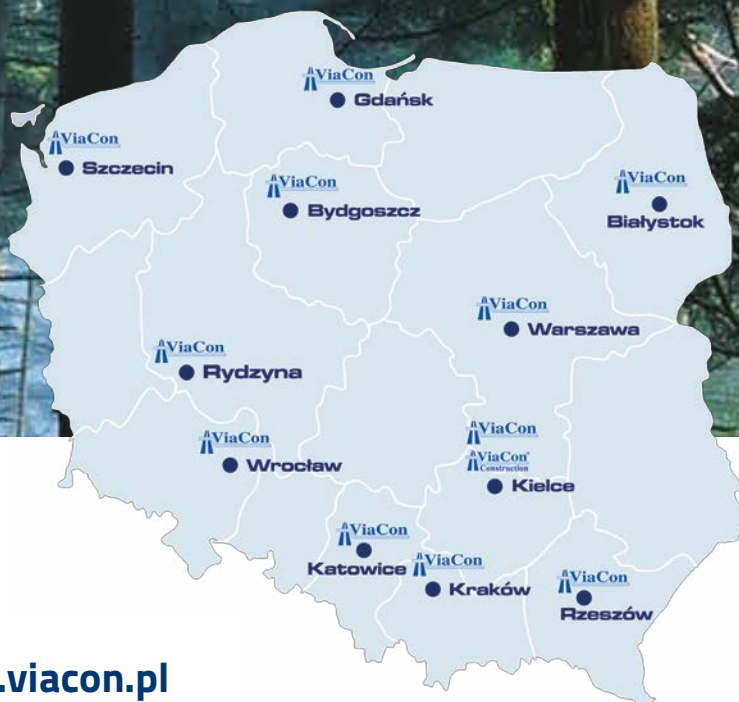 ViaCon
Gdańsk
ViaCon
Szczecin
ViaCon
Bydgoszcz
ViaCon
Białystok
ViaCon
Warszawa
ViaCon
Rydzyna
ViaCon
Wrocław
ViaCon
ViaCon®
Construction
Kielce
ViaCon
Katowice
ViaCon
Kraków
ViaCon
Rzeszów
.viacon.pl